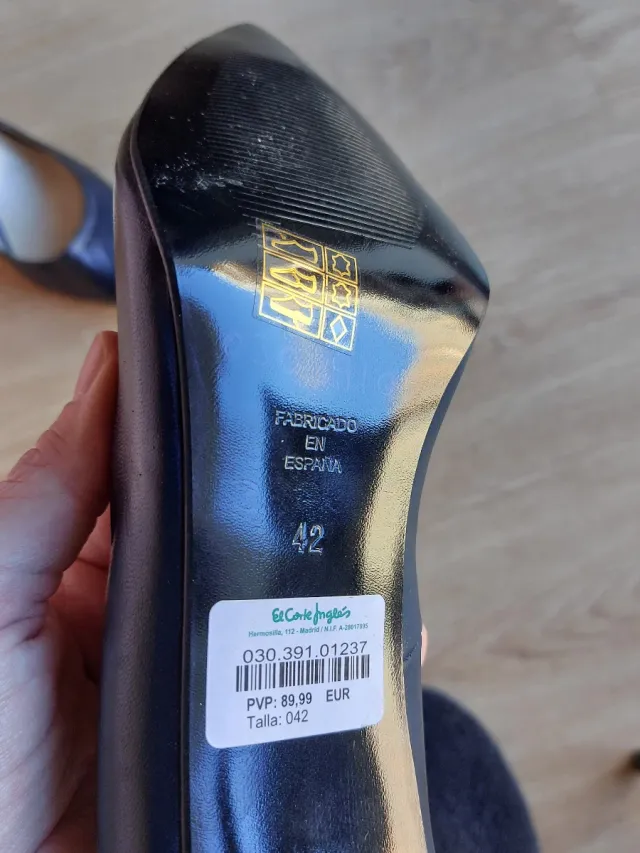 FABRICADO
EN
ESPAÑA
42
El Corte Inglés
Hermosilla, 112 - Madrid / N.I.F. A-28017895
030.391.01237
PVP: 89,99 EUR
Talla: 042